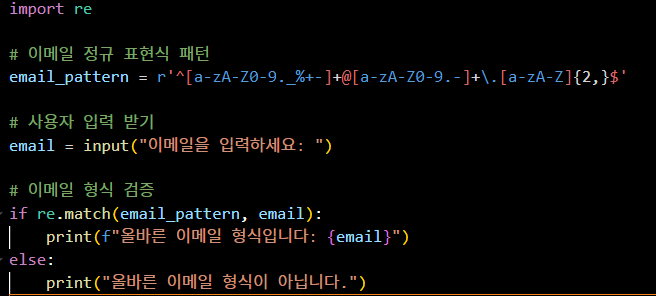 import re
# 이메일 정규 표현식 패턴
email_pattern = r'^[a-zA-Z0-9._%+-]+@[a-zA-Z0-9.-]+\.[a-zA-Z]{2,}$'
# 사용자 입력 받기
email = input("이메일을 입력하세요: ")
# 이메일 형식 검증
if re.match(email_pattern, email):
    print(f"올바른 이메일 형식입니다: {email}")
else:
    print("올바른 이메일 형식이 아닙니다.")